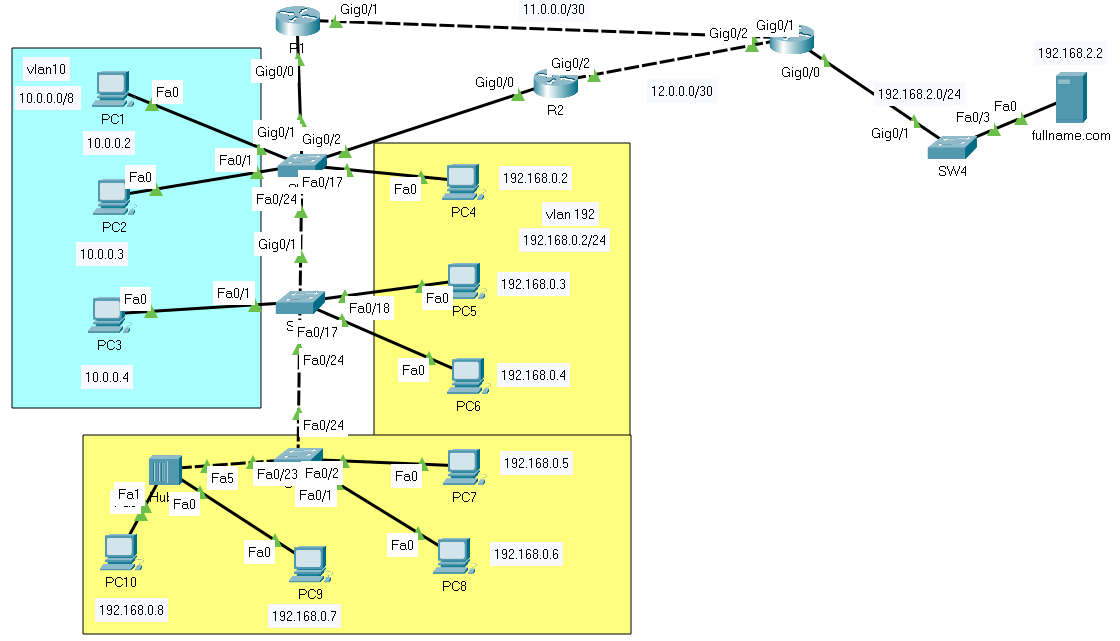 Gig0/1
11.0.0.0/30
Gig0/2
Gig0/1
R1
Gig0/0
Gig0/0
Gig0/2
Gig0/0
R2
12.0.0.0/30
192.168.2.2
192.168.2.0/24
Fa0
Fa0/3
fullname.com
Gig0/1
SW4
vlan10
10.0.0.0/8
Fa0
PC1
10.0.0.2
Gig0/1
Gig0/2
Fa0/1
Fa0
Fa0/17
Fa0/24
PC2
10.0.0.3
Fa0
PC4
192.168.0.2
vlan 192
192.168.0.2/24
Gig0/1
Fa0/1
Fa0
PC3
10.0.0.4
Fa0/18
Fa0
PC5
192.168.0.3
Fa0/17
Fa0/24
Fa0
PC6
192.168.0.4
Fa0/24
Fa5
Fa0/23
Fa0/2
Fa0/1
Fa0
PC7
192.168.0.5
Fa1
Fa0
Fa0
Fa0
PC10
192.168.0.8
PC9
192.168.0.7
PC8
192.168.0.6